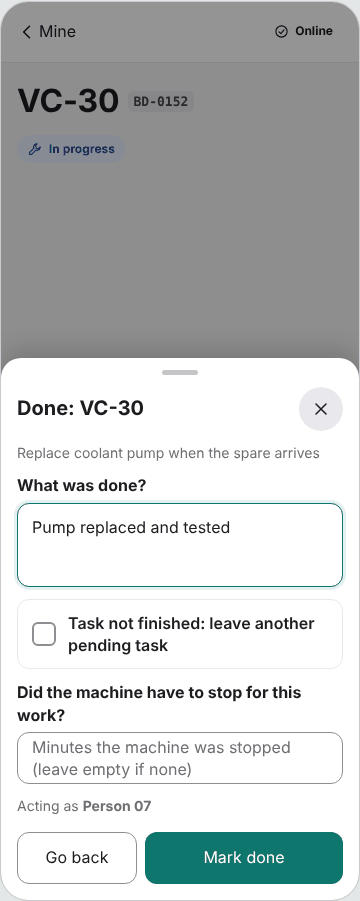 Mine
Online
VC-30
BD-0152
In progress
Done: VC-30
Replace coolant pump when the spare arrives
What was done?
Pump replaced and tested
Task not finished: leave another
pending task
Did the machine have to stop for this
work?
Minutes the machine was stopped
(leave empty if none)
Acting as Person 07
Go back
Mark done